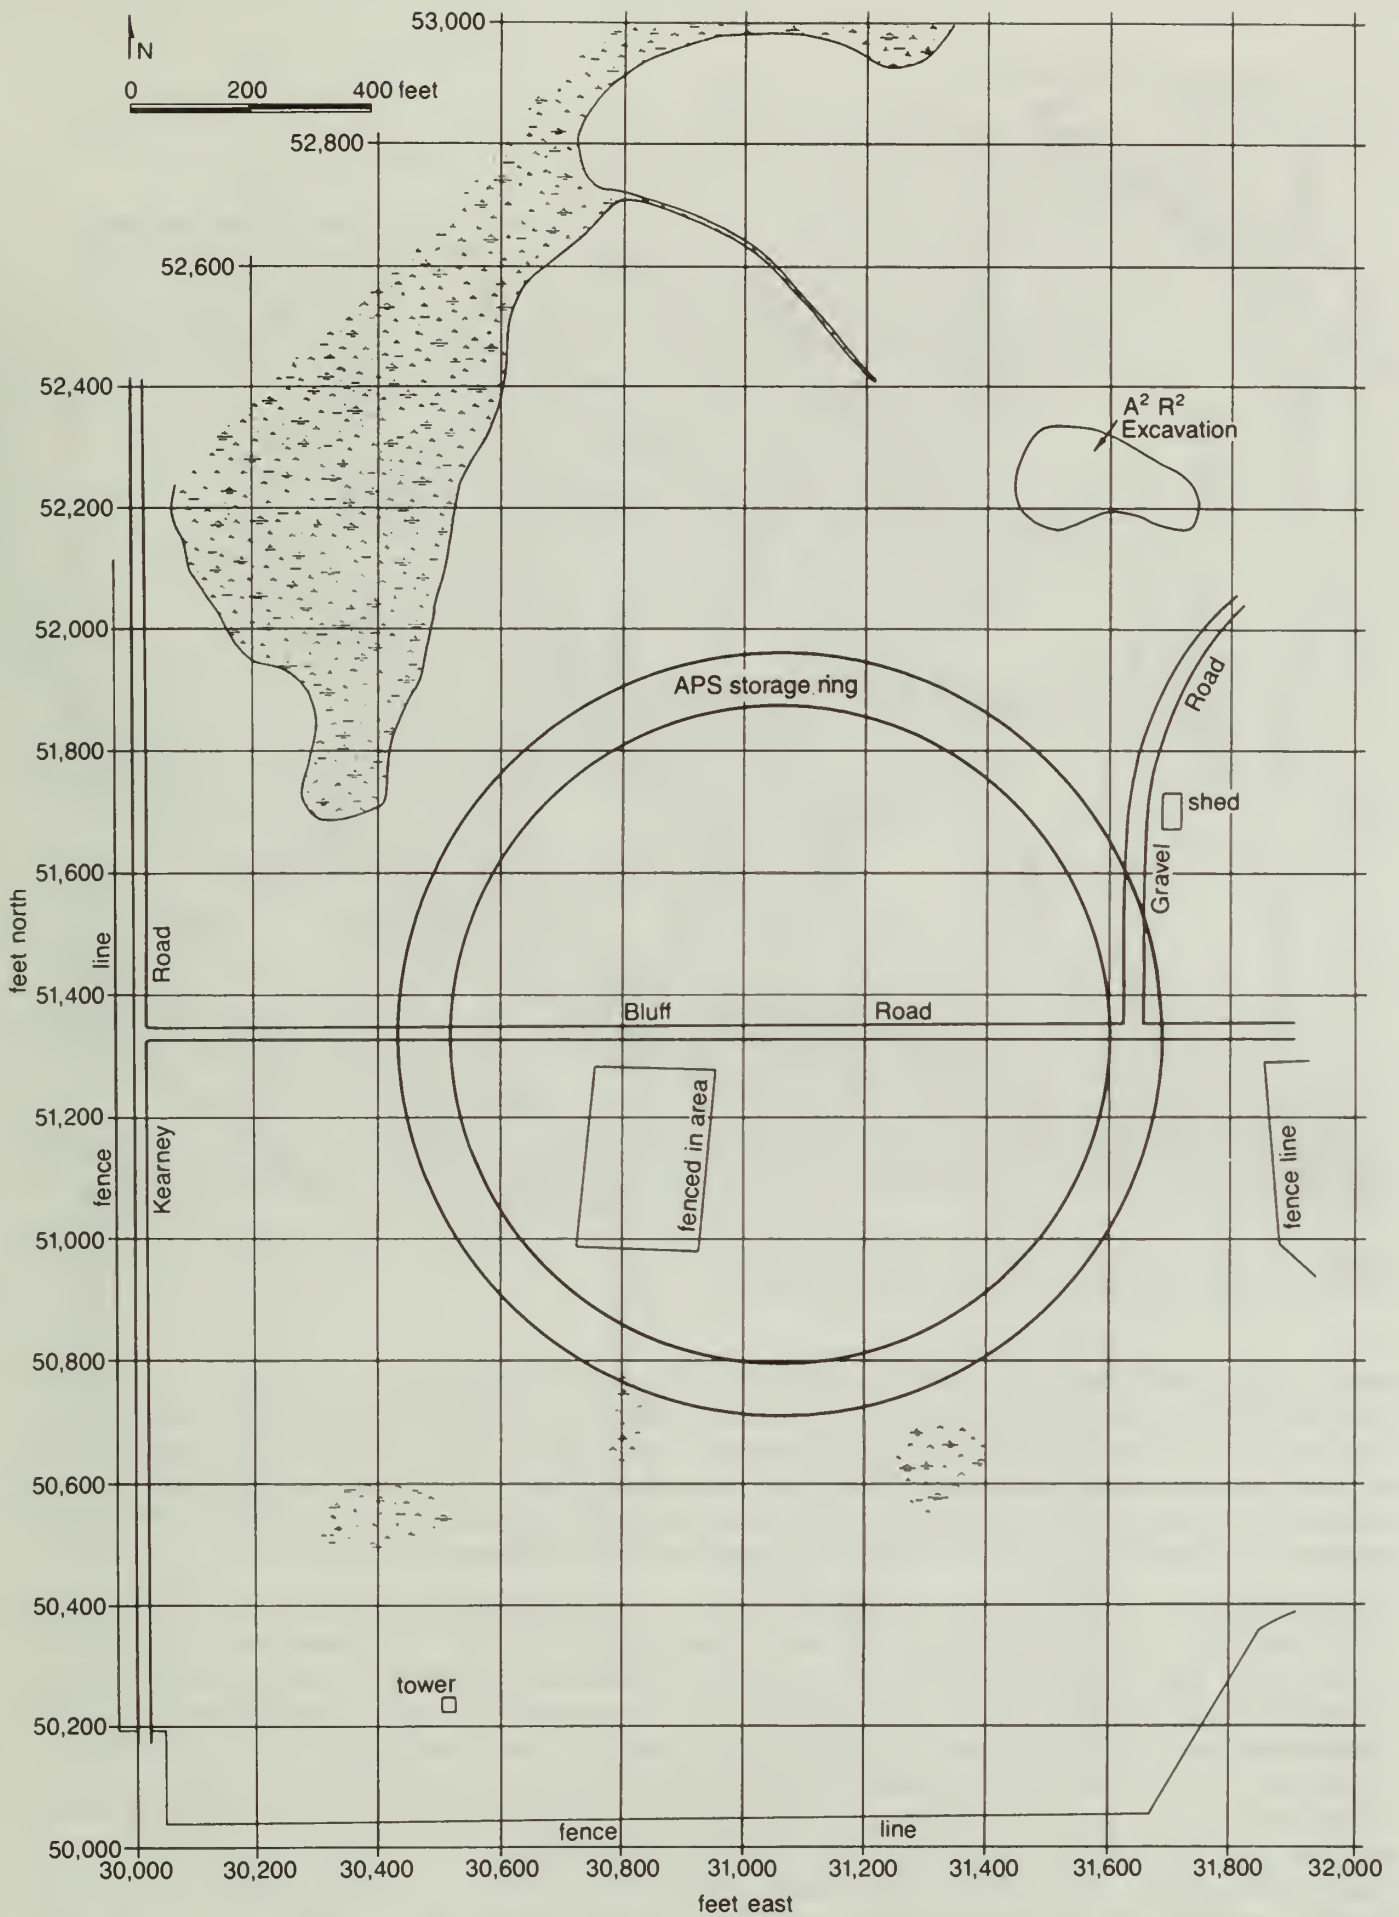 53,000
N
0 200 400 feet
52,800
52,600
52,400
A² R²
Excavation
52,200
52,000
APS storage ring
Road
51,800
shed
51,600
Gravel
feet north
line
Road
51,400
Bluff Road
fenced in area
51,200
fence
Kearney
fence line
51,000
50,800
50,600
50,400
tower
50,200
fence line
50,000
30,000 30,200 30,400 30,600 30,800 31,000 31,200 31,400 31,600 31,800 32,000
feet east